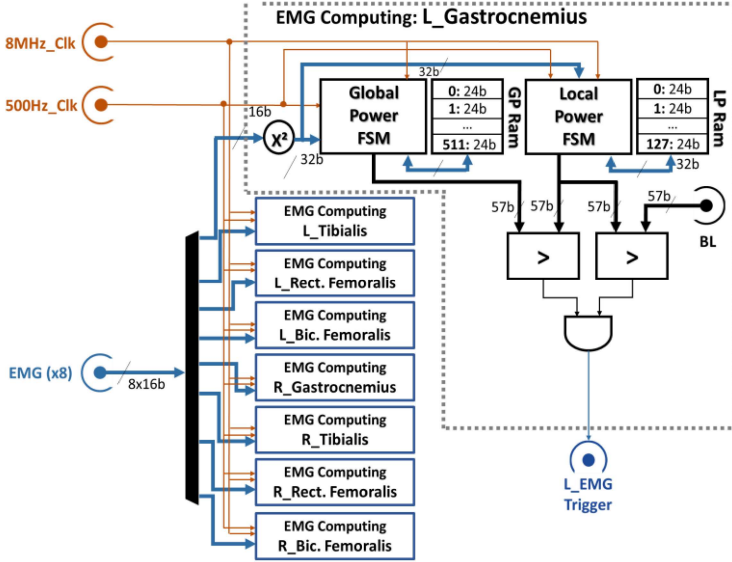 EMG Computing: L_Gastrocnemius
8MHz_Clk
500Hz_Clk
16b
X²
32b
32b
Global
Power
FSM
0: 24b
1: 24b
...
511: 24b
GP Ram
Local
Power
FSM
0: 24b
1: 24b
...
127: 24b
LP Ram
32b
57b
57b
57b
57b
BL
>
>
EMG Computing
L_Tibialis
EMG Computing
L_Rect. Femoralis
EMG Computing
L_Bic. Femoralis
EMG Computing
R_Gastrocnemius
EMG Computing
R_Tibialis
EMG Computing
R_Rect. Femoralis
EMG Computing
R_Bic. Femoralis
EMG (x8)
8x16b
L_EMG
Trigger